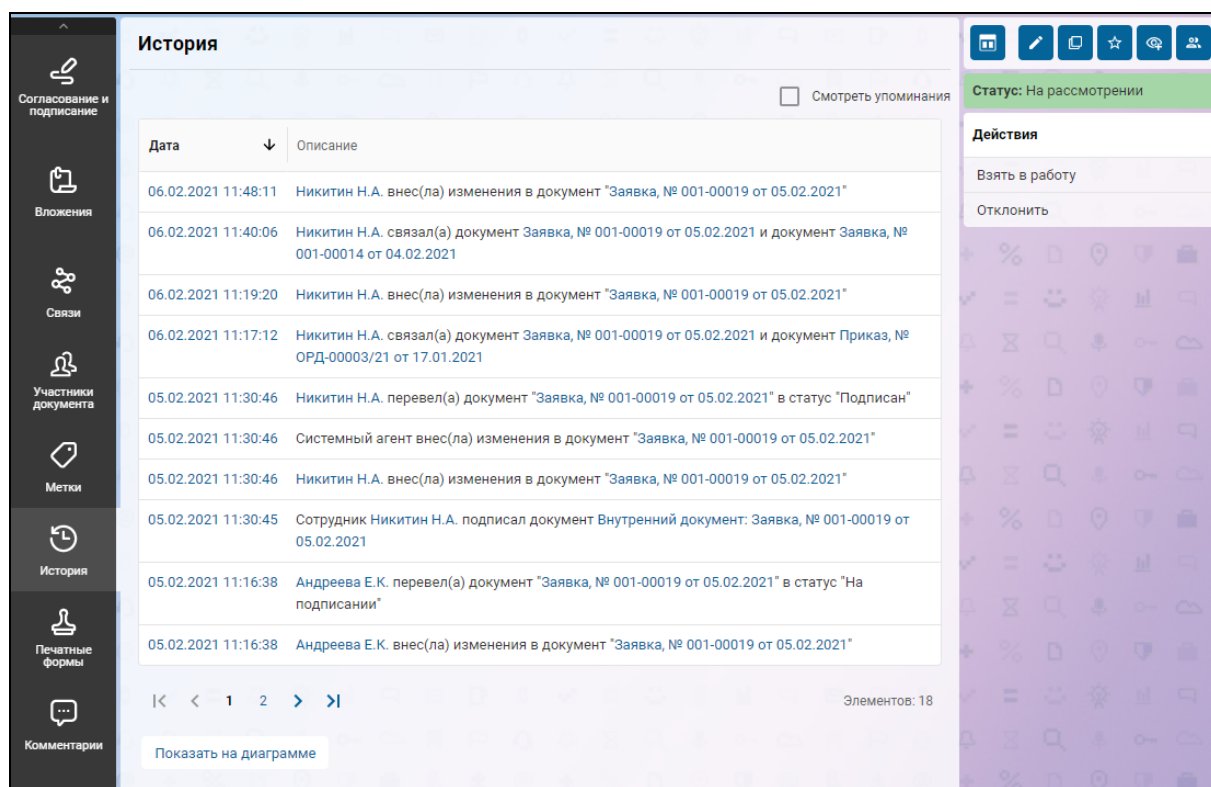 Согласование и
подписание
Вложения
Связи
Участники
документа
Метки
История
Печатные
формы
Комментарии
История
Смотреть упоминания
Дата Описание
06.02.2021 11:48:11 Никитин Н.А. внес(ла) изменения в документ "Заявка, № 001-00019 от 05.02.2021"
06.02.2021 11:40:06 Никитин Н.А. связал(а) документ Заявка, № 001-00019 от 05.02.2021 и документ Заявка, №
001-00014 от 04.02.2021
06.02.2021 11:19:20 Никитин Н.А. внес(ла) изменения в документ "Заявка, № 001-00019 от 05.02.2021"
06.02.2021 11:17:12 Никитин Н.А. связал(а) документ Заявка, № 001-00019 от 05.02.2021 и документ Приказ, №
ОРД-00003/21 от 17.01.2021
05.02.2021 11:30:46 Никитин Н.А. перевел(а) документ "Заявка, № 001-00019 от 05.02.2021" в статус "Подписан"
05.02.2021 11:30:46 Системный агент внес(ла) изменения в документ "Заявка, № 001-00019 от 05.02.2021"
05.02.2021 11:30:46 Никитин Н.А. внес(ла) изменения в документ "Заявка, № 001-00019 от 05.02.2021"
05.02.2021 11:30:45 Сотрудник Никитин Н.А. подписал документ Внутренний документ: Заявка, № 001-00019 от
05.02.2021
05.02.2021 11:16:38 Андреева Е.К. перевел(а) документ "Заявка, № 001-00019 от 05.02.2021" в статус "На
подписании"
05.02.2021 11:16:38 Андреева Е.К. внес(ла) изменения в документ "Заявка, № 001-00019 от 05.02.2021"
1 2 Элементов: 18
Показать на диаграмме
Статус: На рассмотрении
Действия
Взять в работу
Отклонить